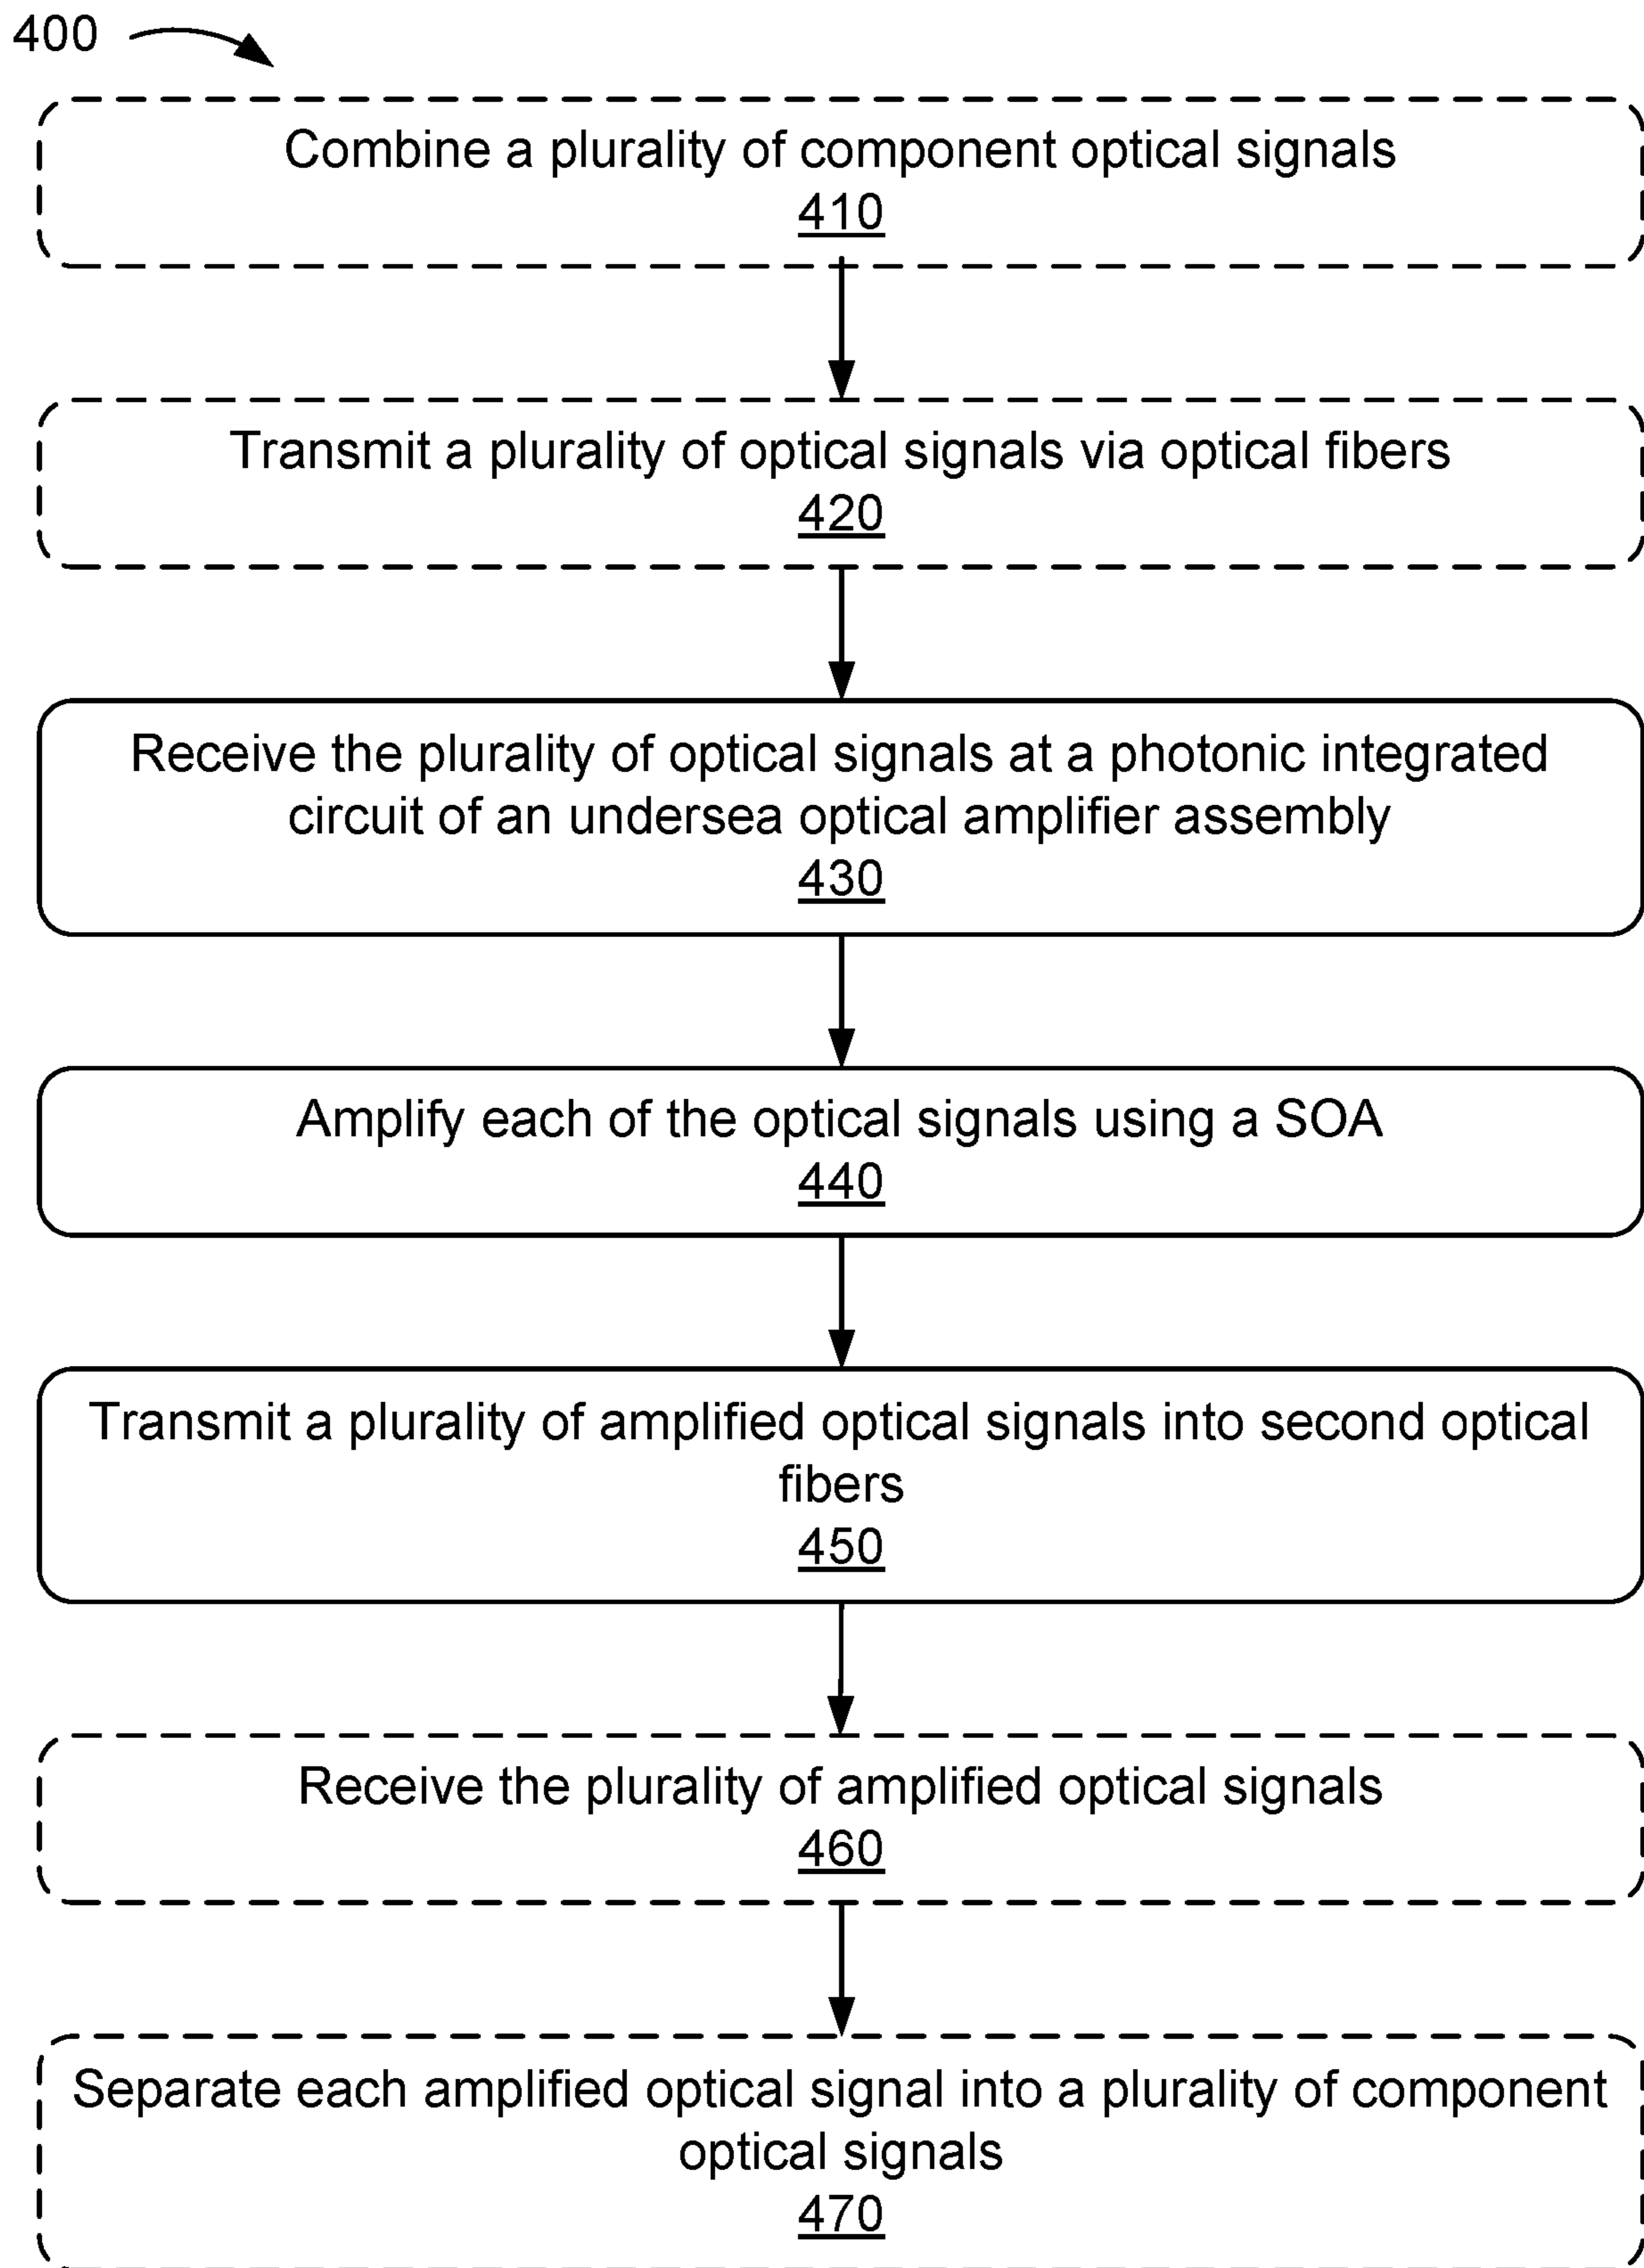 400
Combine a plurality of component optical signals
410
Transmit a plurality of optical signals via optical fibers
420
Receive the plurality of optical signals at a photonic integrated
circuit of an undersea optical amplifier assembly
430
Amplify each of the optical signals using a SOA
440
Transmit a plurality of amplified optical signals into second optical
fibers
450
Receive the plurality of amplified optical signals
460
Separate each amplified optical signal into a plurality of component
optical signals
470